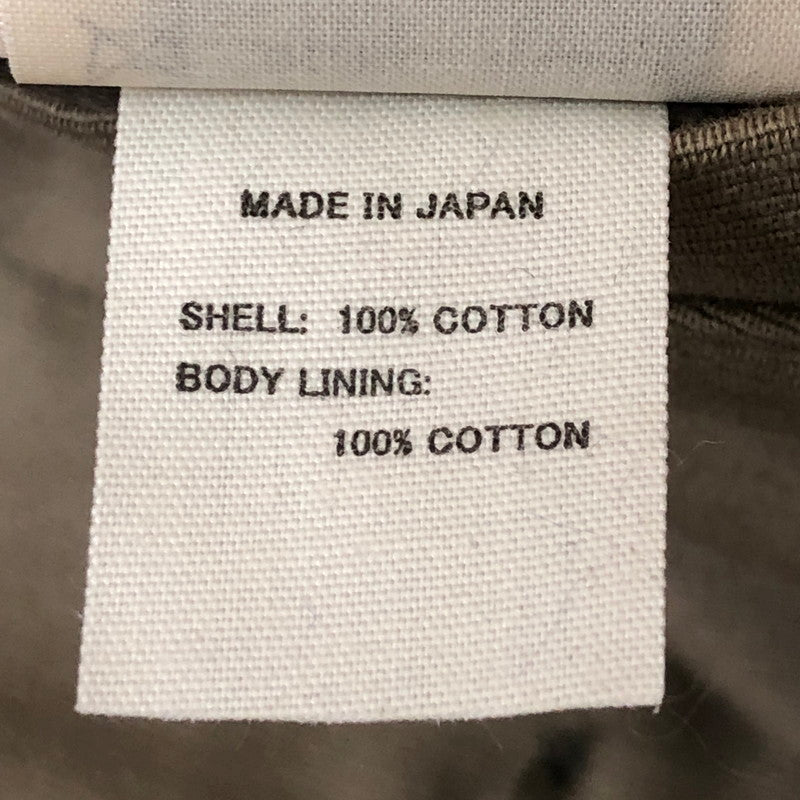 MADE IN JAPAN
SHELL: 100% COTTON
BODY LINING:
100% COTTON